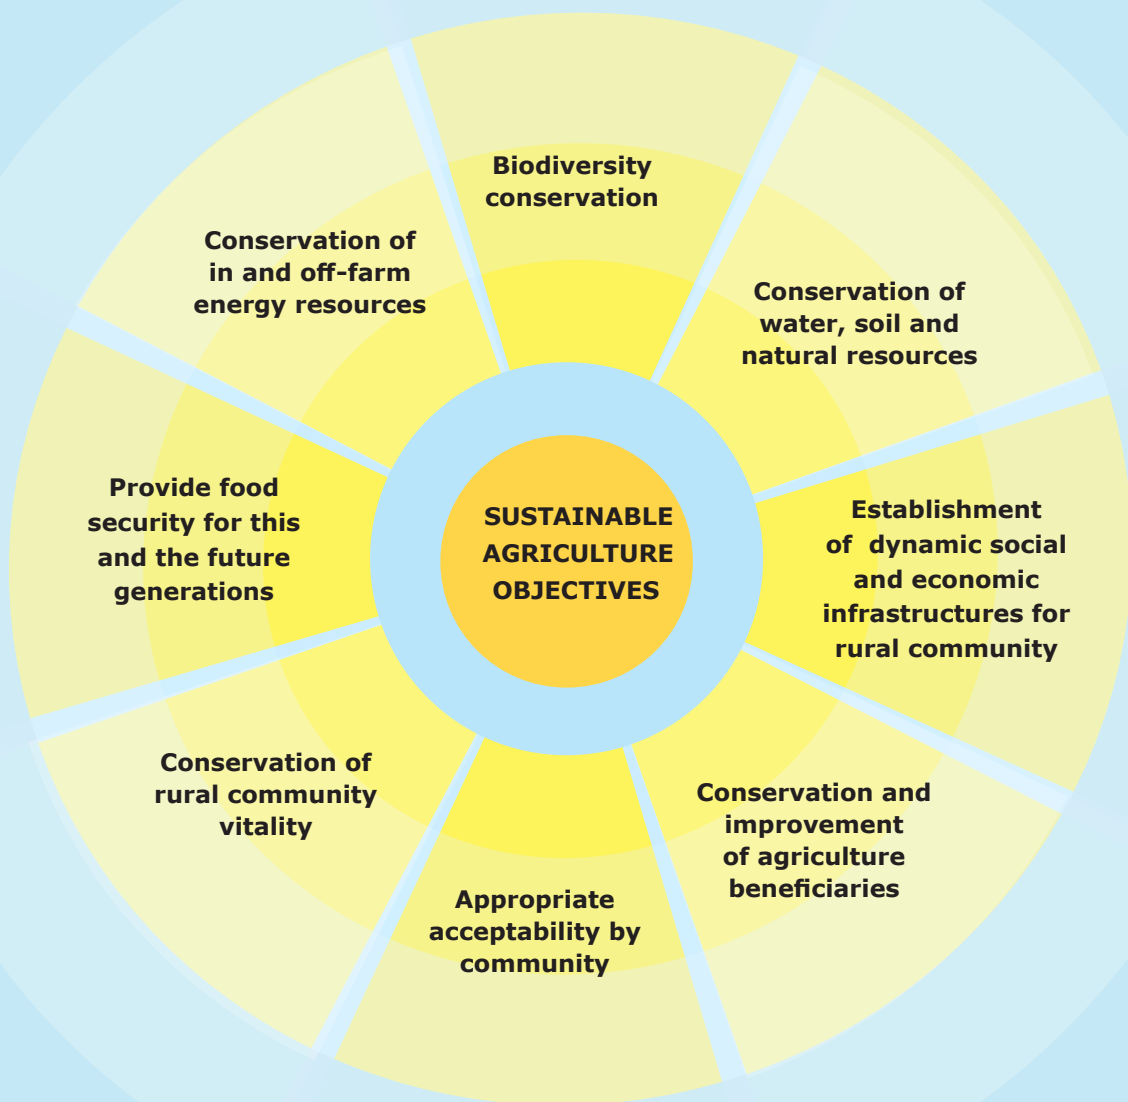 Biodiversity
conservation
Conservation of
water, soil and
natural resources
Establishment
of dynamic social
and economic
infrastructures for
rural community
Conservation and
improvement
of agriculture
beneficiaries
Appropriate
acceptability by
community
Conservation of
rural community
vitality
Provide food
security for this
and the future
generations
Conservation of
in and off-farm
energy resources
SUSTAINABLE
AGRICULTURE
OBJECTIVES